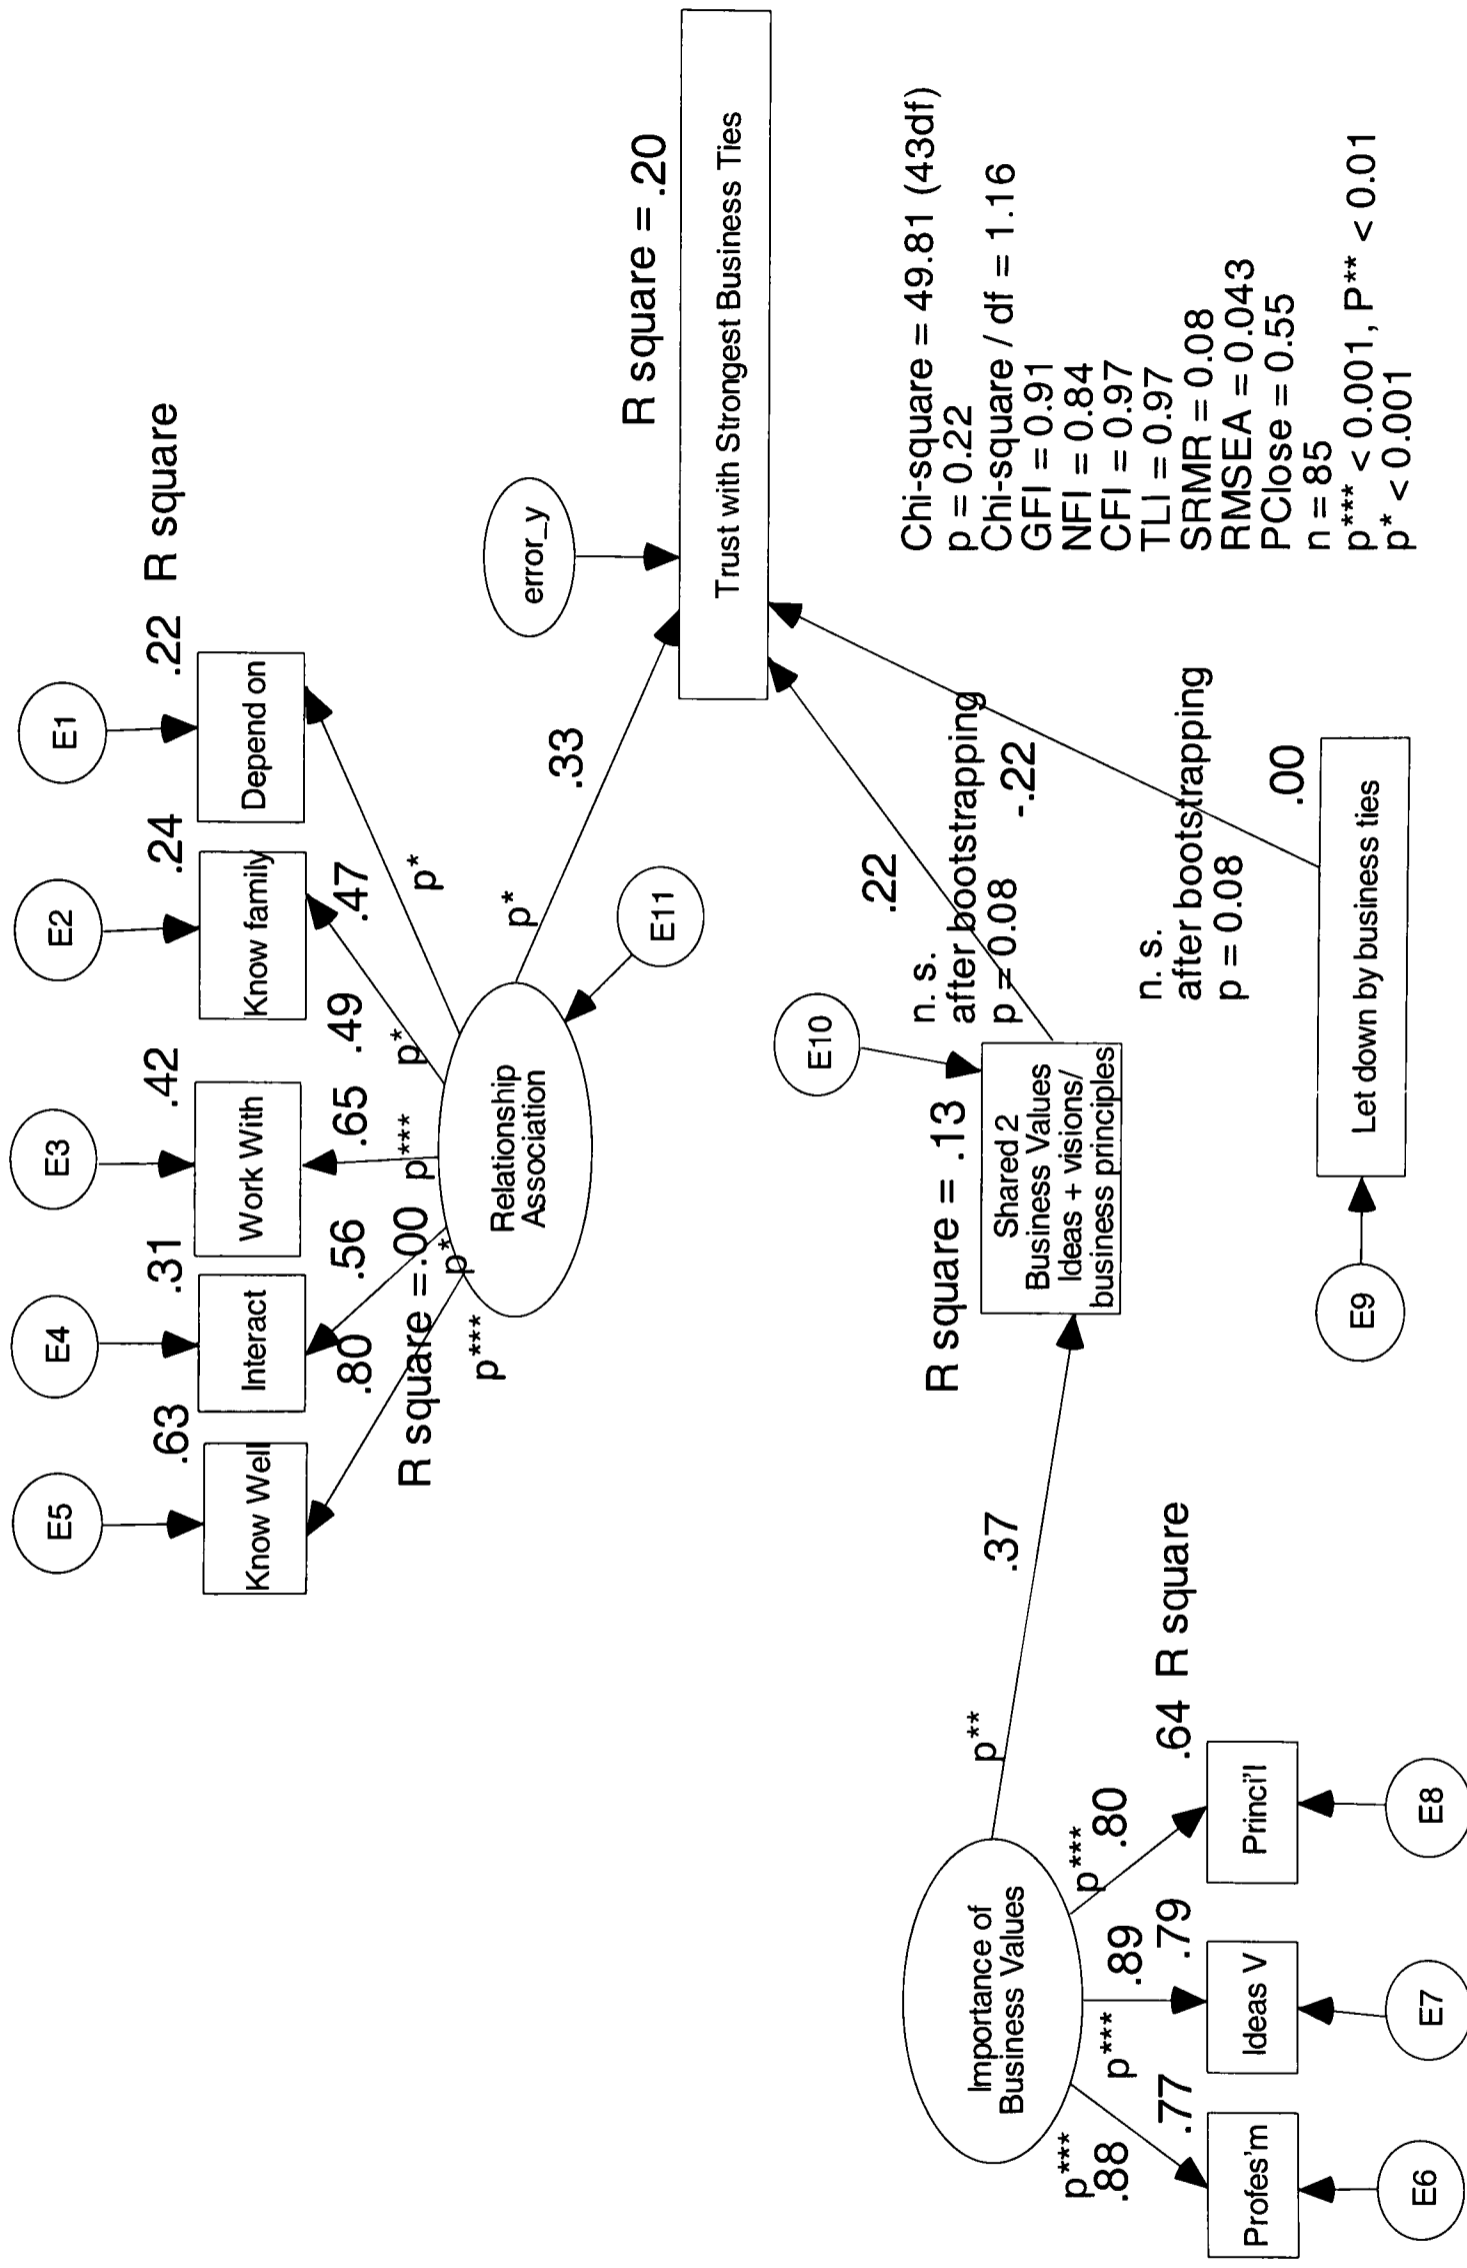 E5
E4
E3
E2
E1
.63
.31
.42
.24
.22 R square
Know Well
Interact
Work With
Know family
Depend on
.80
.56
.65
.49
.47
R square =.00
p***
p*
p***
p*
p*
Relationship
Association
p*
.33
E11
error_y
R square = .20
Trust with Strongest Business Ties
E10
R square = .13
Shared 2
Business Values
Ideas + visions/
business principles
.22
n. s.
after bootstrapping
p = 0.08
-.22
n. s.
after bootstrapping
p = 0.08
.00
Let down by business ties
E9
.37
p**
Importance of
Business Values
p***
.88
p***
.89
p***
.80
.77
.79
.64 R square
Profes'm
Ideas V
Princi'l
E6
E7
E8
Chi-square = 49.81 (43df)
p = 0.22
Chi-square / df = 1.16
GFI = 0.91
NFI = 0.84
CFI = 0.97
TLI = 0.97
SRMR = 0.08
RMSEA = 0.043
PClose = 0.55
n = 85
p*** < 0.001, P** < 0.01
p* < 0.001